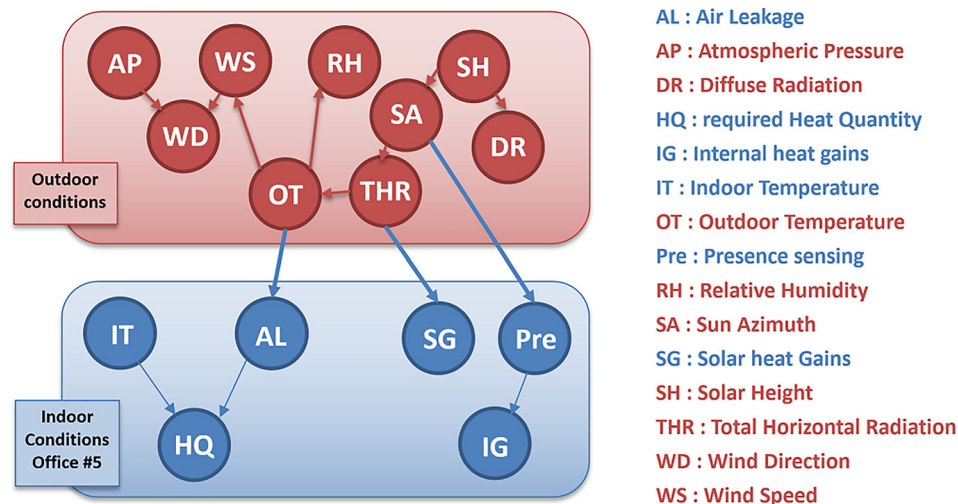 AP
WS
RH
SH
WD
SA
DR
OT
THR
Outdoor
conditions
IT
AL
SG
Pre
HQ
IG
Indoor
Conditions
Office #5
AL : Air Leakage
AP : Atmospheric Pressure
DR : Diffuse Radiation
HQ : required Heat Quantity
IG : Internal heat gains
IT : Indoor Temperature
OT : Outdoor Temperature
Pre : Presence sensing
RH : Relative Humidity
SA : Sun Azimuth
SG : Solar heat Gains
SH : Solar Height
THR : Total Horizontal Radiation
WD : Wind Direction
WS : Wind Speed